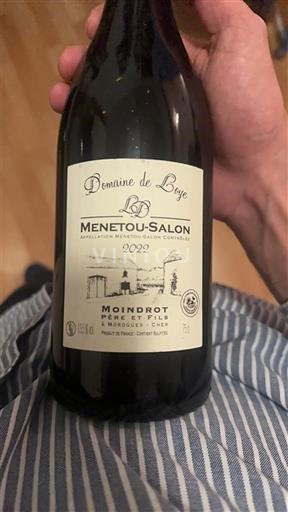 Domaine de Loye
LD
MENETOU-SALON
APPELLATION MENETOU-SALON CONTRÔLÉE
2022
VINTOU
MOINDROT
PÈRE ET FILS
À MOROGUES - CHER
PRODUIT DE FRANCE - CONTIENT SULFITES
75cl